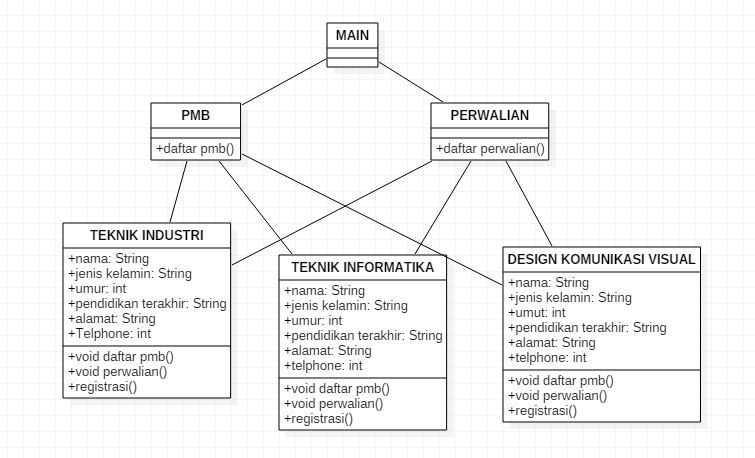 MAIN
PMB
+daftar pmb()
PERWALIAN
+daftar perwalian()
TEKNIK INDUSTRI
+nama: String
+jenis kelamin: String
+umur: int
+pendidikan terakhir: String
+alamat: String
+Telphone: int
+void daftar pmb()
+void perwalian()
+registrasi()
TEKNIK INFORMATIKA
+nama: String
+jenis kelamin: String
+umur: int
+pendidikan terakhir: String
+alamat: String
+telphone: int
+void daftar pmb()
+void perwalian()
+registrasi()
DESIGN KOMUNIKASI VISUAL
+nama: String
+jenis kelamin: String
+umut: int
+pendidikan terakhir: String
+alamat: String
+telphone: int
+void daftar pmb()
+void perwalian()
+registrasi()